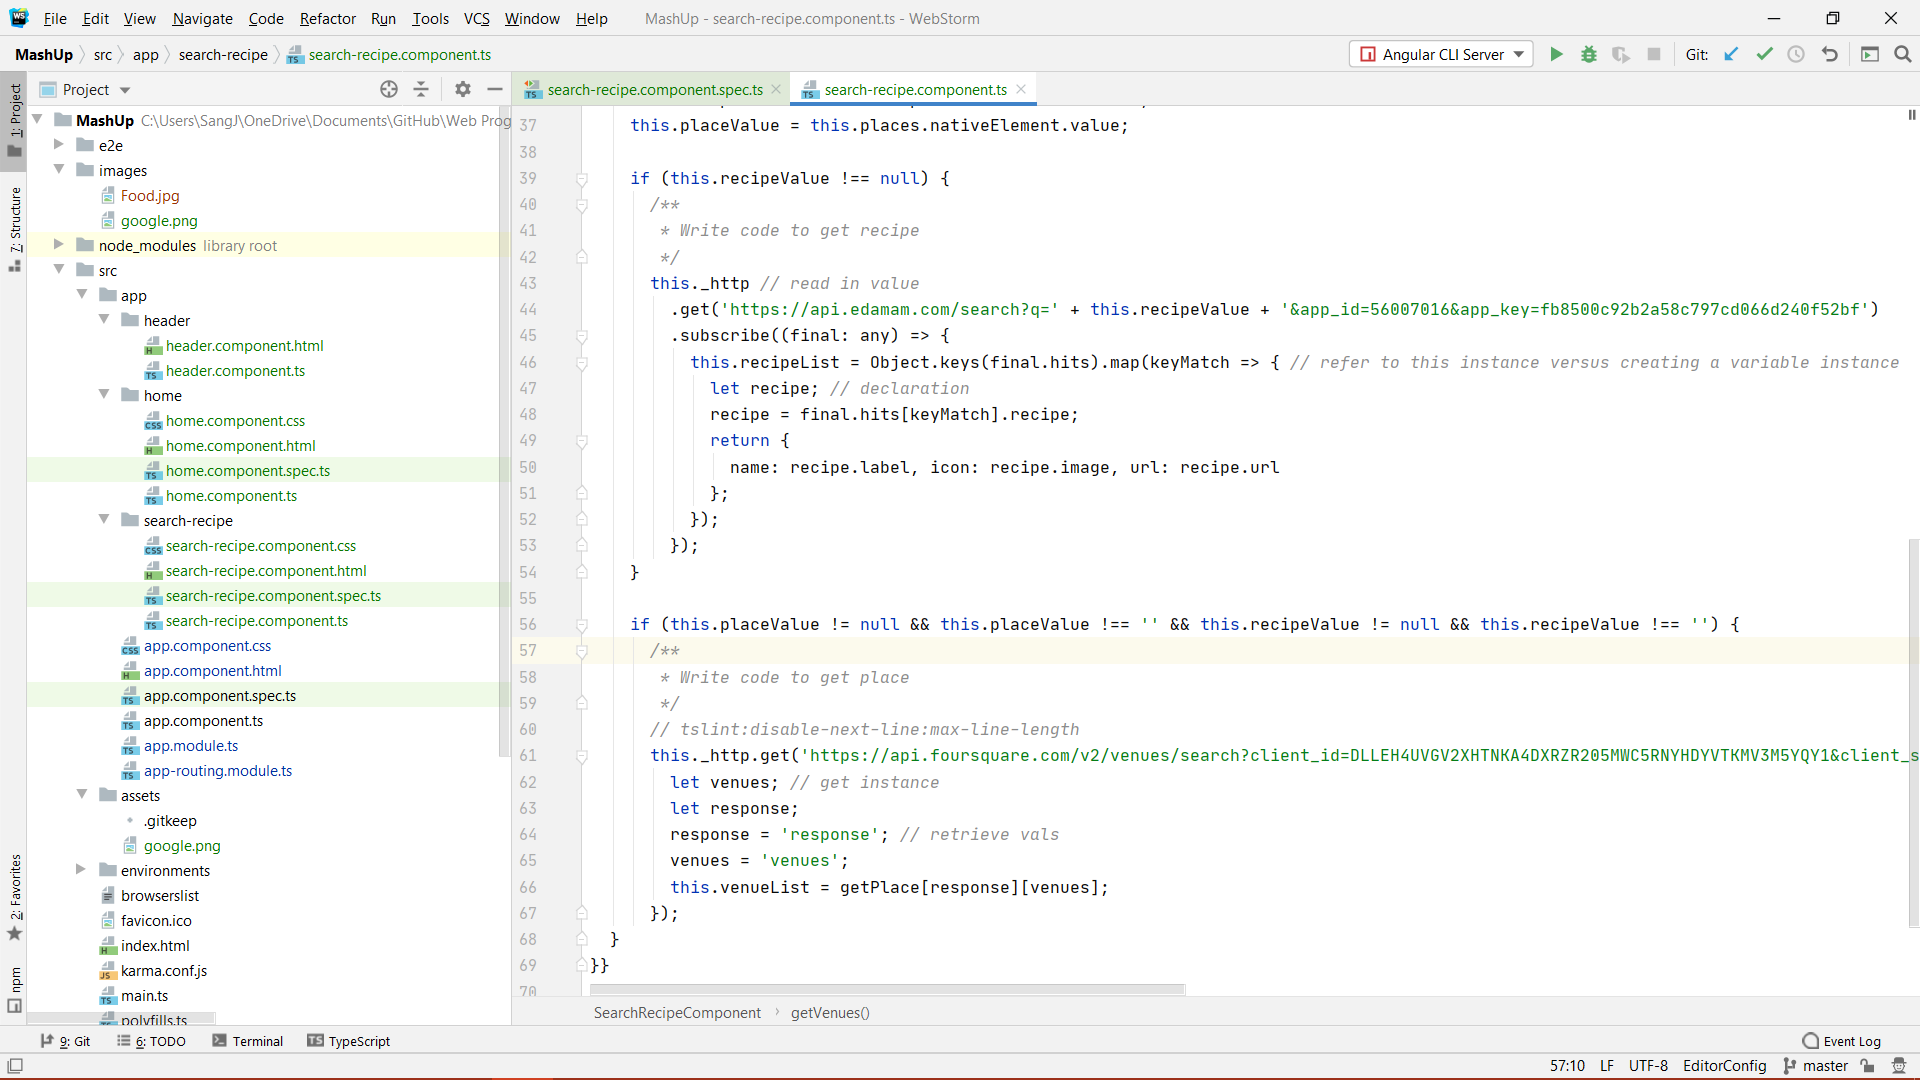 File Edit View Navigate Code Refactor Run Tools VCS Window Help MashUp - search-recipe.component.ts - WebStorm
MashUp src app search-recipe search-recipe.component.ts Angular CLI Server Git:
1: Project
7: Structure
2: Favorites
npm
Project
MashUp C:\Users\SangJ\OneDrive\Documents\GitHub\Web Prog
e2e
images
Food.jpg
google.png
node_modules library root
src
app
header
header.component.html
header.component.ts
home
home.component.css
home.component.html
home.component.spec.ts
home.component.ts
search-recipe
search-recipe.component.css
search-recipe.component.html
search-recipe.component.spec.ts
search-recipe.component.ts
app.component.css
app.component.html
app.component.spec.ts
app.component.ts
app.module.ts
app-routing.module.ts
assets
.gitkeep
google.png
environments
browserslist
favicon.ico
index.html
karma.conf.js
main.ts
polyfills.ts
search-recipe.component.spec.ts search-recipe.component.ts
37 this.placeValue = this.places.nativeElement.value;
38
39 if (this.recipeValue !== null) {
40 /**
41 * Write code to get recipe
42 */
43 this._http // read in value
44 .get('https://api.edamam.com/search?q=' + this.recipeValue + '&app_id=56007016&app_key=fb8500c92b2a58c797cd066d240f52bf')
45 .subscribe((final: any) => {
46 this.recipeList = Object.keys(final.hits).map(keyMatch => { // refer to this instance versus creating a variable instance
47 let recipe; // declaration
48 recipe = final.hits[keyMatch].recipe;
49 return {
50 name: recipe.label, icon: recipe.image, url: recipe.url
51 };
52 });
53 });
54 }
55
56 if (this.placeValue != null && this.placeValue !== '' && this.recipeValue != null && this.recipeValue !== '') {
57 /**
58 * Write code to get place
59 */
60 // tslint:disable-next-line:max-line-length
61 this._http.get('https://api.foursquare.com/v2/venues/search?client_id=DLLEH4UVGV2XHTNKA4DXRZR205MWC5RNYHDYVTKMV3M5YQY1&client_s
62 let venues; // get instance
63 let response;
64 response = 'response'; // retrieve vals
65 venues = 'venues';
66 this.venueList = getPlace[response][venues];
67 });
68 }
69 }}
70
SearchRecipeComponent getVenues()
9: Git 6: TODO Terminal TypeScript Event Log
57:10 LF UTF-8 EditorConfig master